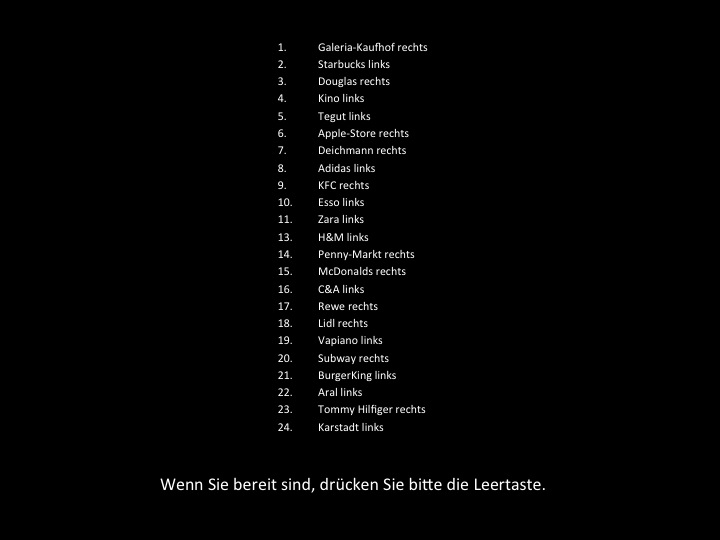 1. Galeria-Kaufhof rechts
2. Starbucks links
3. Douglas rechts
4. Kino links
5. Tegut links
6. Apple-Store rechts
7. Deichmann rechts
8. Adidas links
9. KFC rechts
10. Esso links
11. Zara links
13. H&M links
14. Penny-Markt rechts
15. McDonalds rechts
16. C&A links
17. Rewe rechts
18. Lidl rechts
19. Vapiano links
20. Subway rechts
21. BurgerKing links
22. Aral links
23. Tommy Hilfiger rechts
24. Karstadt links
Wenn Sie bereit sind, drücken Sie bitte die Leertaste.